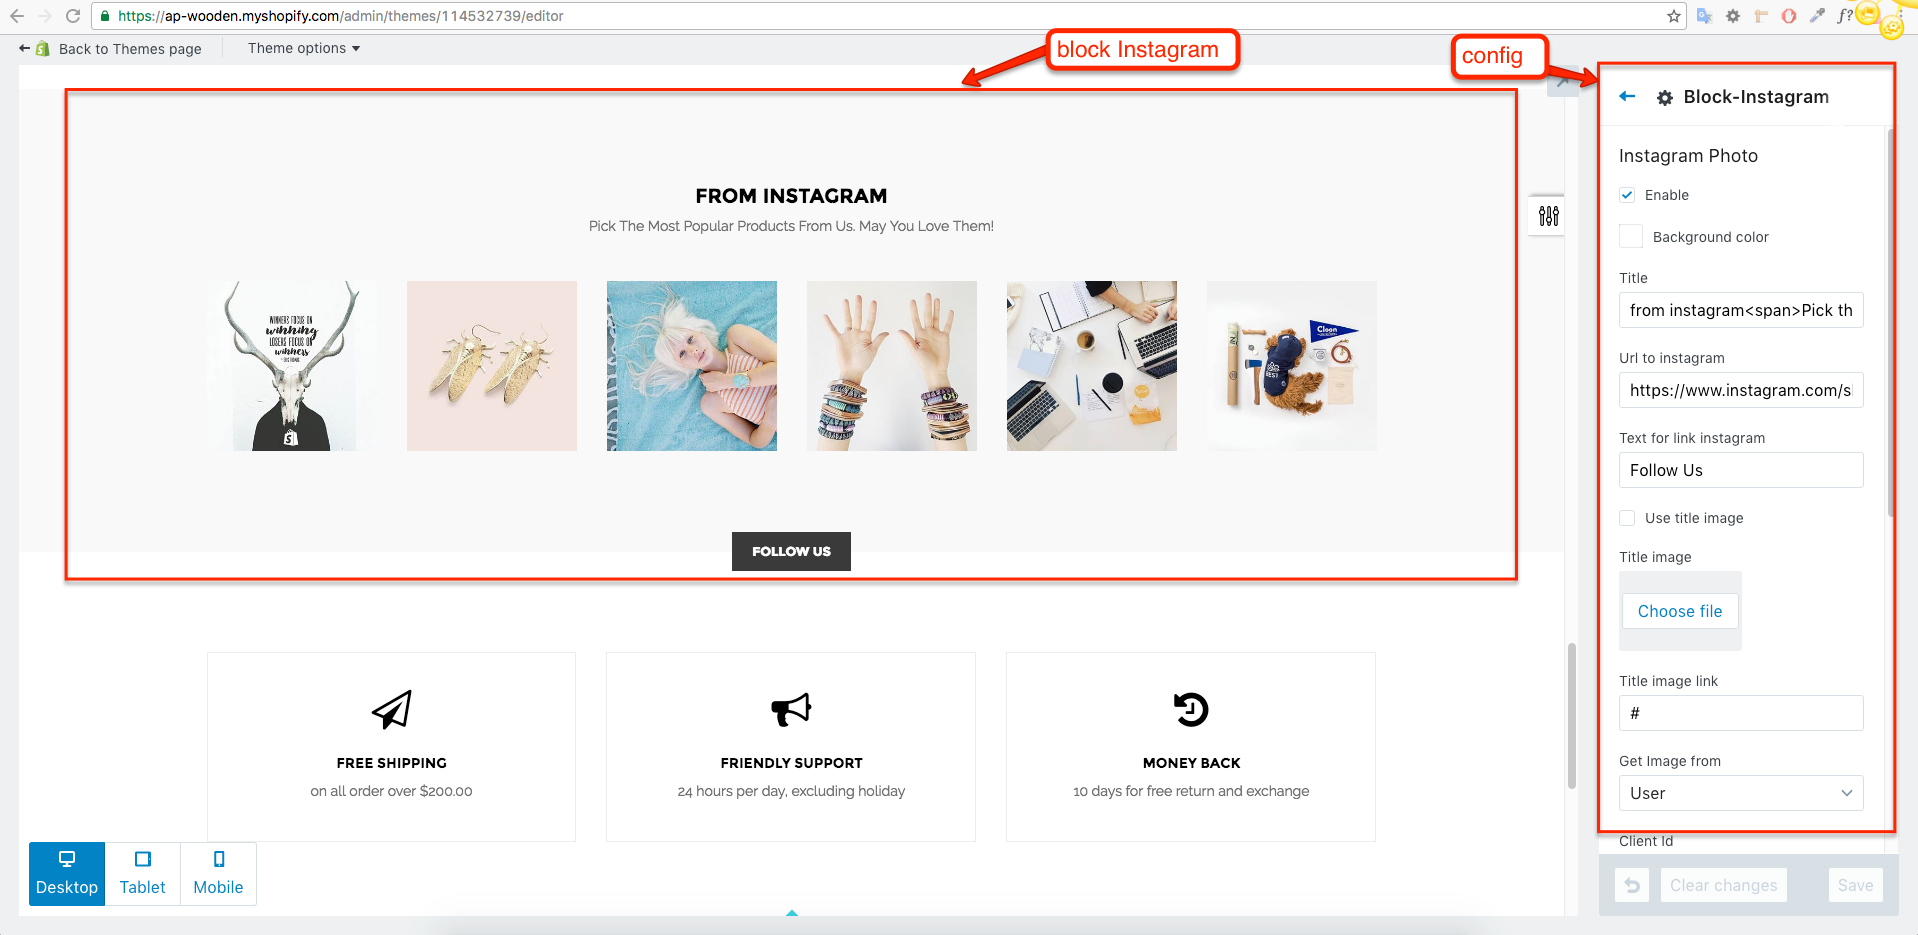 https://ap-wooden.myshopify.com/admin/themes/114532739/editor
f?
Back to Themes page
Theme options
block Instagram
config
Block-Instagram
FROM INSTAGRAM
Pick The Most Popular Products From Us. May You Love Them!
WINNERS FOCUS ON
winning
LOSERS FOCUS ON
winners
Cloon
BEST
FOLLOW US
FREE SHIPPING
on all order over $200.00
FRIENDLY SUPPORT
24 hours per day, excluding holiday
MONEY BACK
10 days for free return and exchange
Desktop
Tablet
Mobile
Instagram Photo
Enable
Background color
Title
from instagram<span>Pick th
Url to instagram
https://www.instagram.com/s
Text for link instagram
Follow Us
Use title image
Title image
Choose file
Title image link
#
Get Image from
User
Client Id
Clear changes
Save